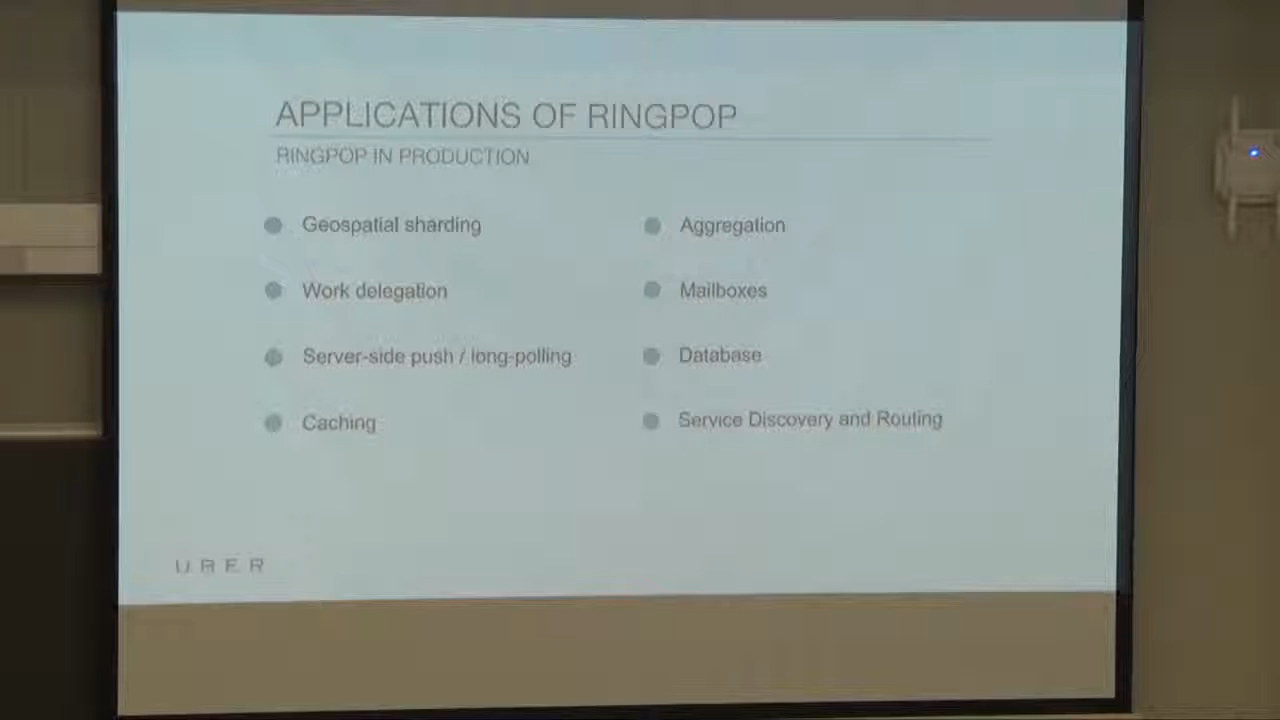 APPLICATIONS OF RINGPOP
RINGPOP IN PRODUCTION
Geospatial sharding
Work delegation
Server-side push / long-polling
Caching
Aggregation
Mailboxes
Database
Service Discovery and Routing
UBER